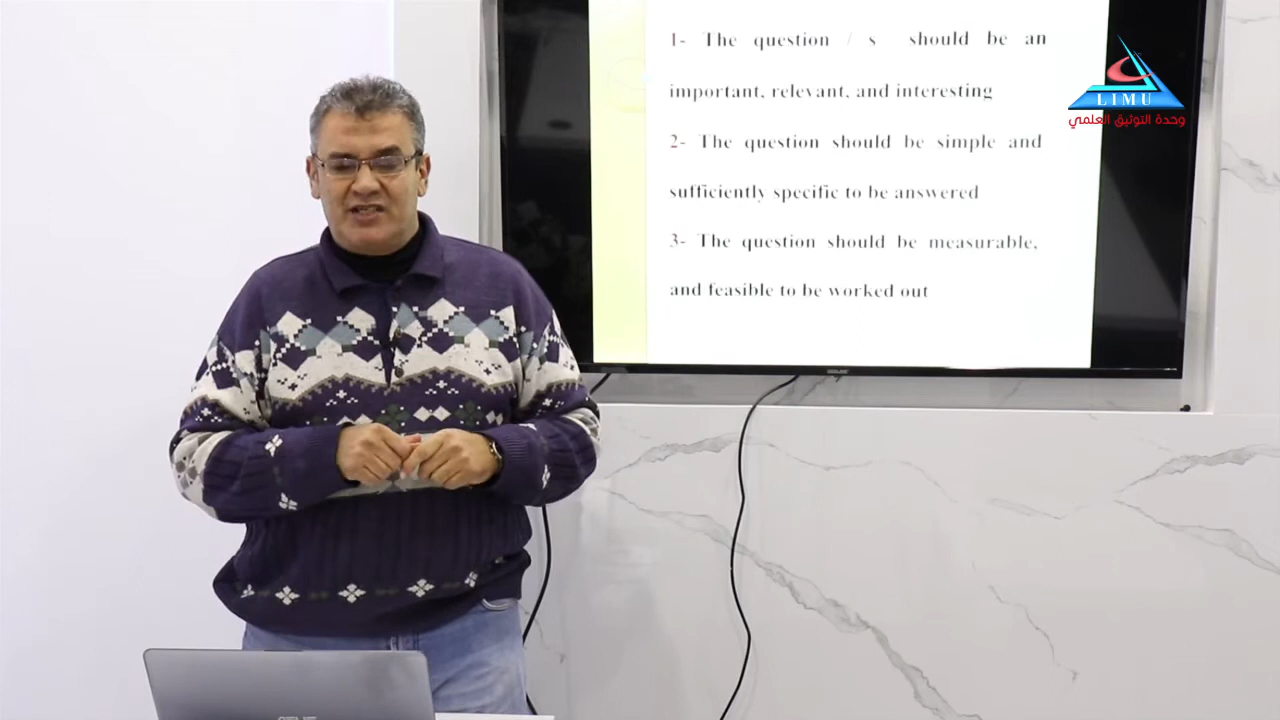 1- The question / s should be an
important, relevant, and interesting
2- The question should be simple and
sufficiently specific to be answered
3- The question should be measurable,
and feasible to be worked out
LIMU
وحدة التوثيق العلمي